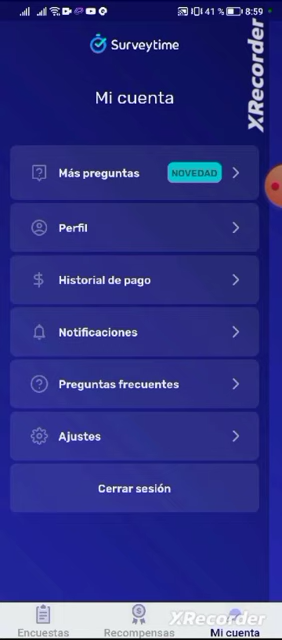 41 % 8:59
Surveytime
XRecorder
Mi cuenta
Más preguntas NOVEDAD
Perfil
Historial de pago
Notificaciones
Preguntas frecuentes
Ajustes
Cerrar sesión
XRecorder
Encuestas Recompensas Mi cuenta